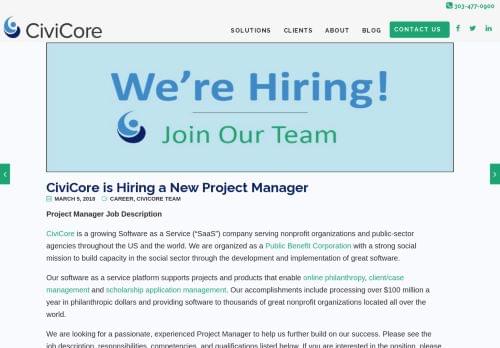 303-477-0900
CiviCore
SOLUTIONS CLIENTS ABOUT BLOG CONTACT US
We're Hiring!
Join Our Team
CiviCore is Hiring a New Project Manager
MARCH 5, 2018 CAREER, CIVICORE TEAM
Project Manager Job Description
CiviCore is a growing Software as a Service (“SaaS”) company serving nonprofit organizations and public-sector
agencies throughout the US and the world. We are organized as a Public Benefit Corporation with a strong social
mission to build capacity in the social sector through the development and implementation of great software.
Our software as a service platform supports projects and products that enable online philanthropy, client/case
management and scholarship application management. Our accomplishments include processing over $100 million a
year in philanthropic dollars and providing software to thousands of great nonprofit organizations located all over the
world.
We are looking for a passionate, experienced Project Manager to help us further build on our success. Please see the
job description, responsibilities, competencies, and qualifications listed below. If you are interested in the position, please